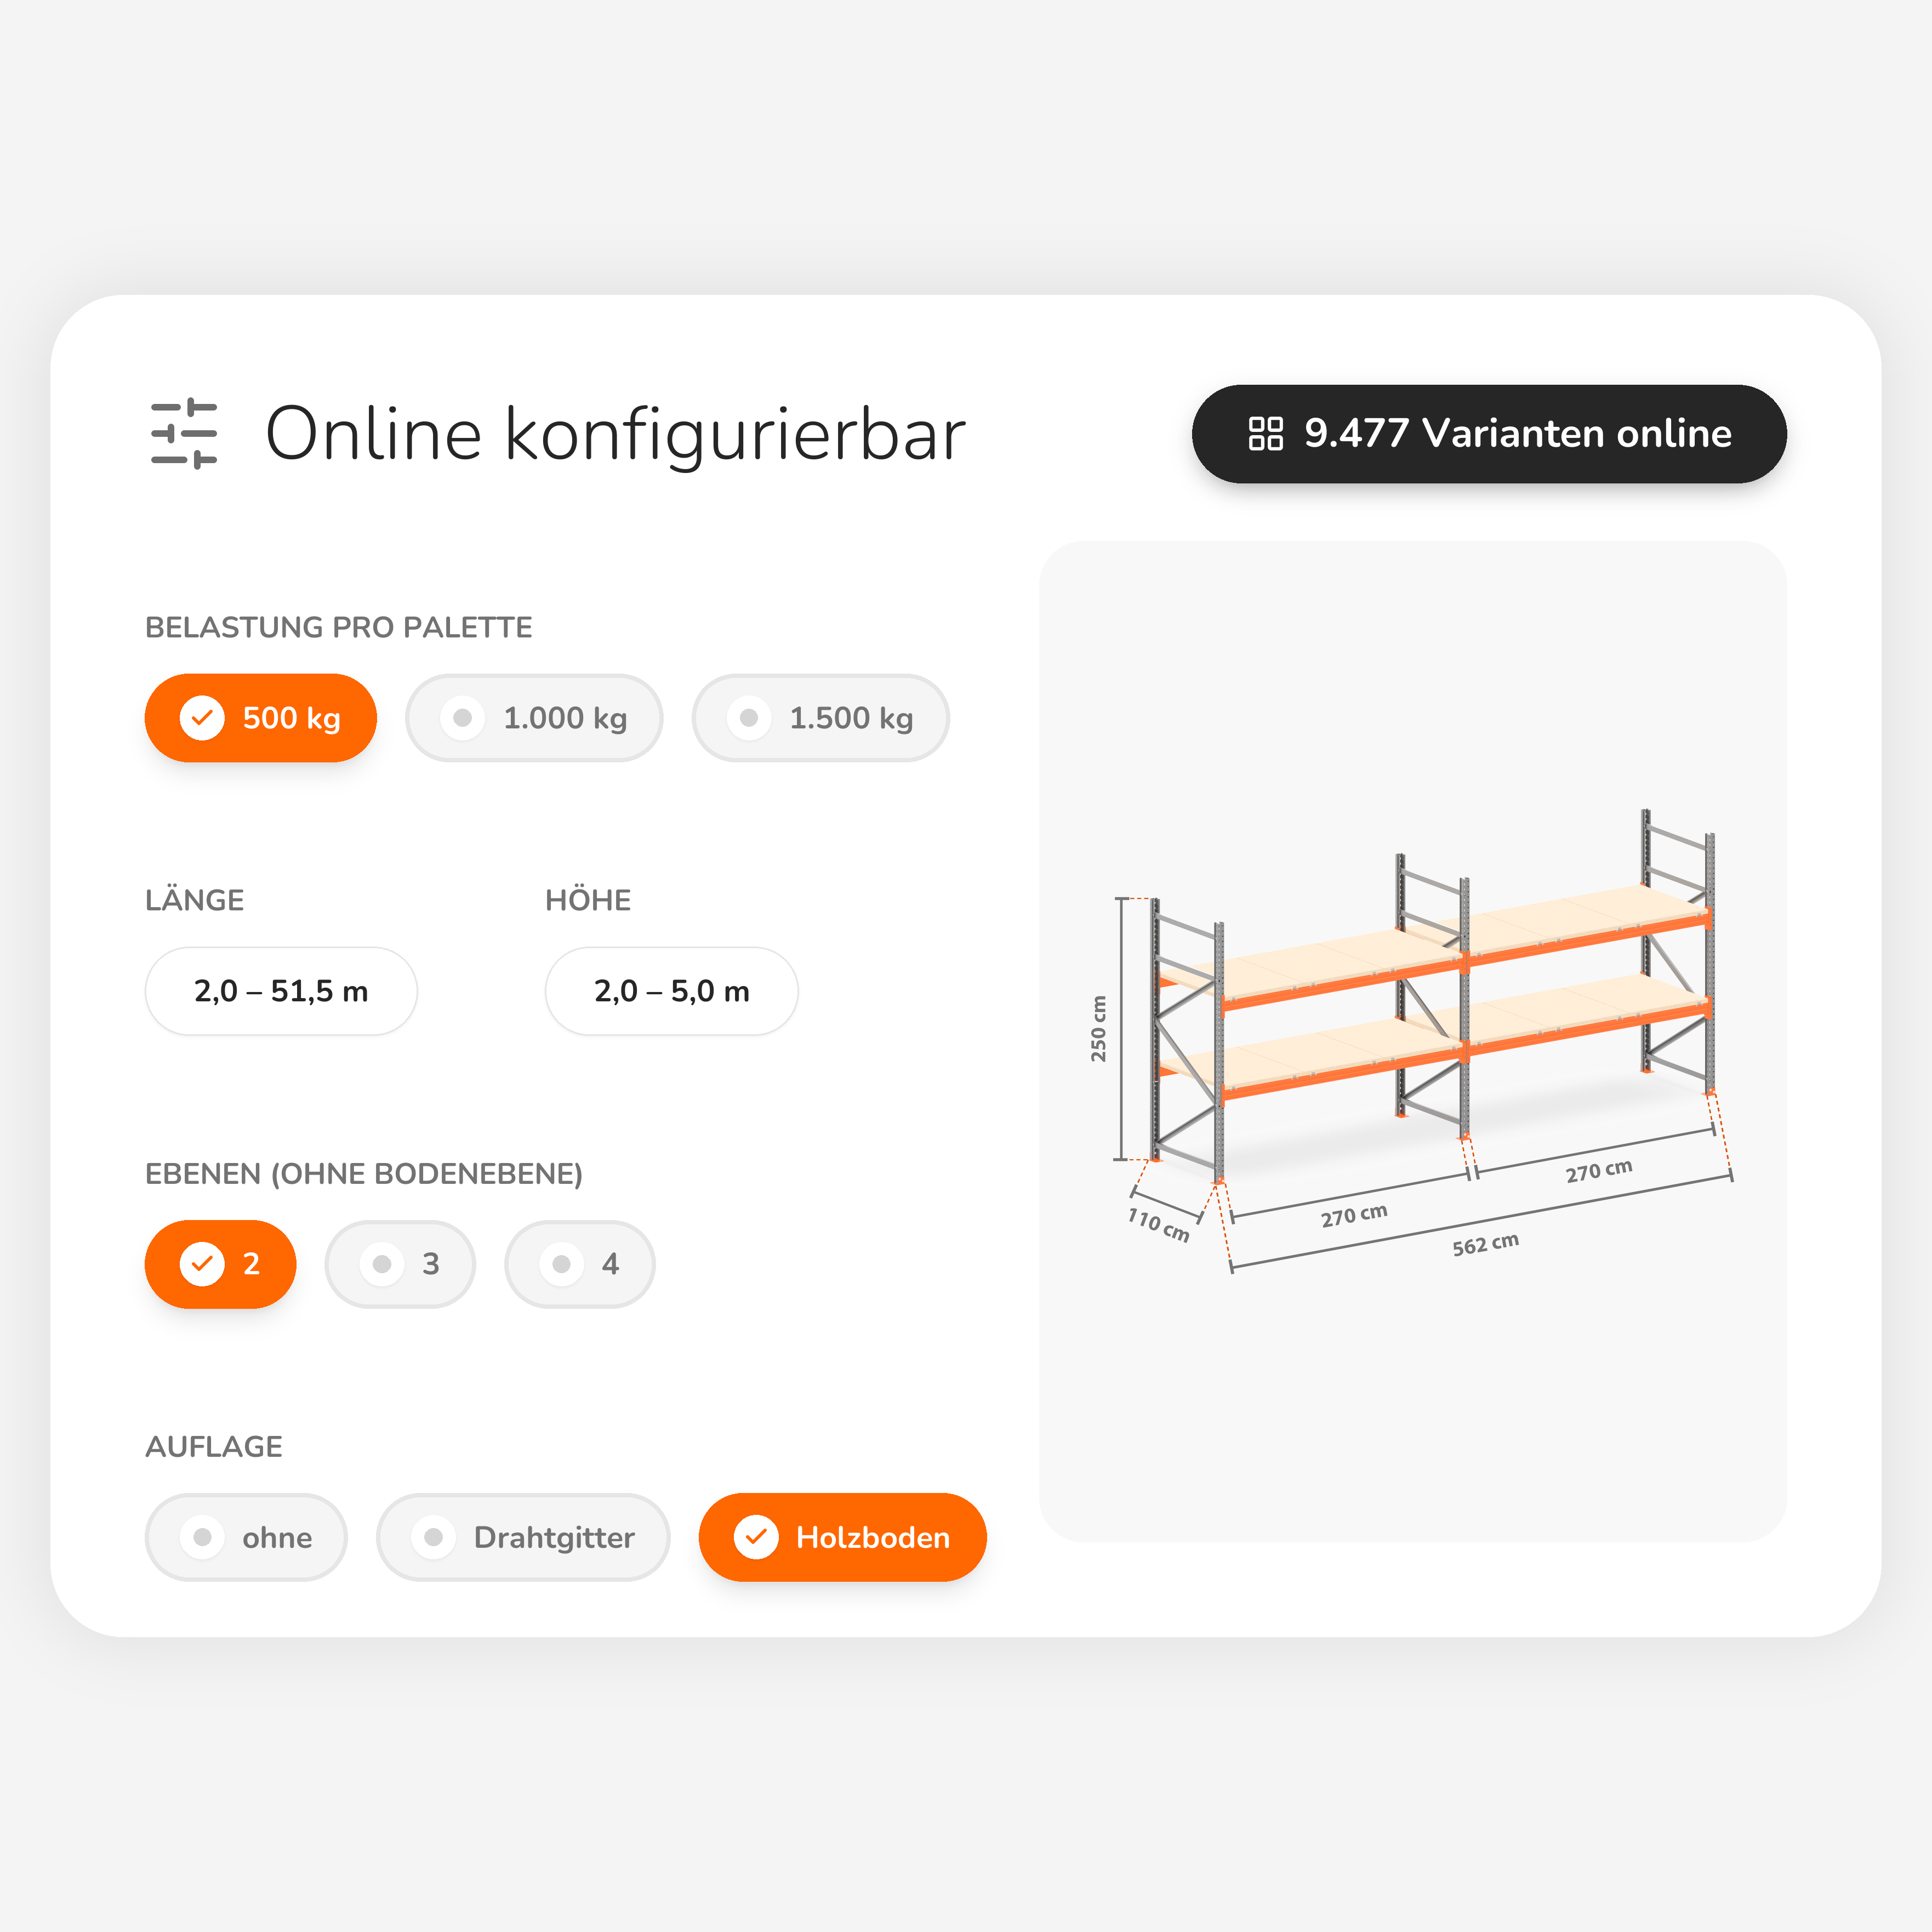 Online konfigurierbar
9.477 Varianten online
BELASTUNG PRO PALETTE
500 kg
1.000 kg
1.500 kg
LÄNGE
HÖHE
2,0 – 51,5 m
2,0 – 5,0 m
EBENEN (OHNE BODENEBENE)
2
3
4
AUFLAGE
ohne
Drahtgitter
Holzboden
250 cm
110 cm
270 cm
270 cm
562 cm